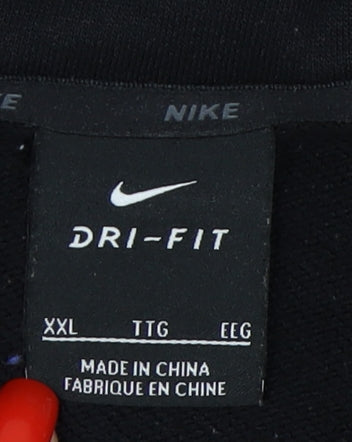 E NIKE
DRI-FIT
XXL TTG EEG
MADE IN CHINA
FABRIQUE EN CHINE